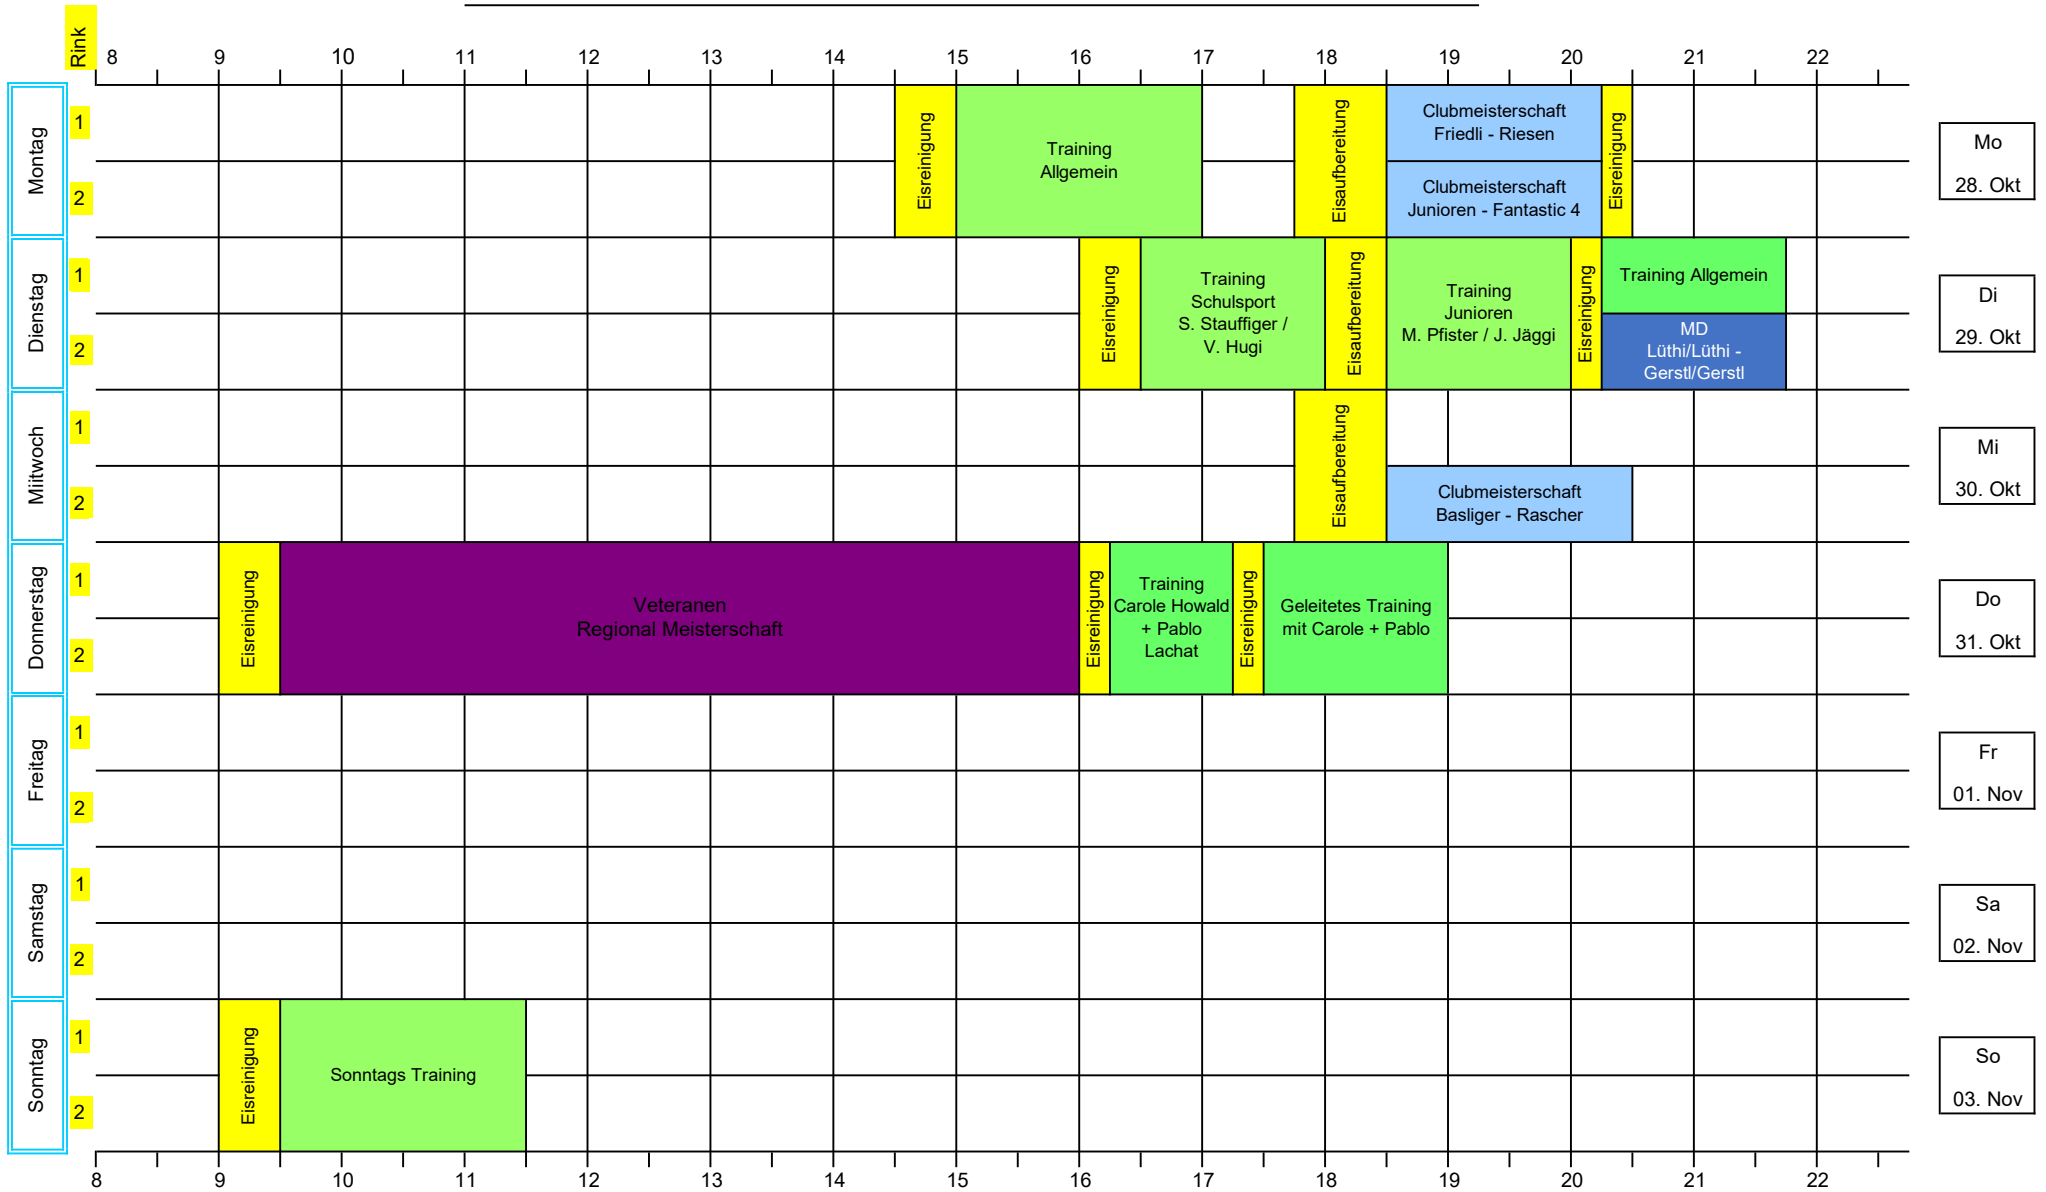 Rink
8 9 10 11 12 13 14 15 16 17 18 19 20 21 22
Montag
1
2
Eisreinigung
Training
Allgemein
Eisaufbereitung
Clubmeisterschaft
Friedli - Riesen
Clubmeisterschaft
Junioren - Fantastic 4
Eisreinigung
Mo
28. Okt
Dienstag
1
2
Eisreinigung
Training
Schulsport
S. Stauffiger /
V. Hugi
Eisaufbereitung
Training
Junioren
M. Pfister / J. Jäggi
Eisreinigung
Training Allgemein
MD
Lüthi/Lüthi -
Gerstl/Gerstl
Di
29. Okt
Miitwoch
1
2
Eisaufbereitung
Clubmeisterschaft
Basliger - Rascher
Mi
30. Okt
Donnerstag
1
2
Eisreinigung
Veteranen
Regional Meisterschaft
Eisreinigung
Training
Carole Howald
+ Pablo
Lachat
Eisreinigung
Geleitetes Training
mit Carole + Pablo
Do
31. Okt
Freitag
1
2
Fr
01. Nov
Samstag
1
2
Sa
02. Nov
Sonntag
1
2
Eisreinigung
Sonntags Training
So
03. Nov
8 9 10 11 12 13 14 15 16 17 18 19 20 21 22